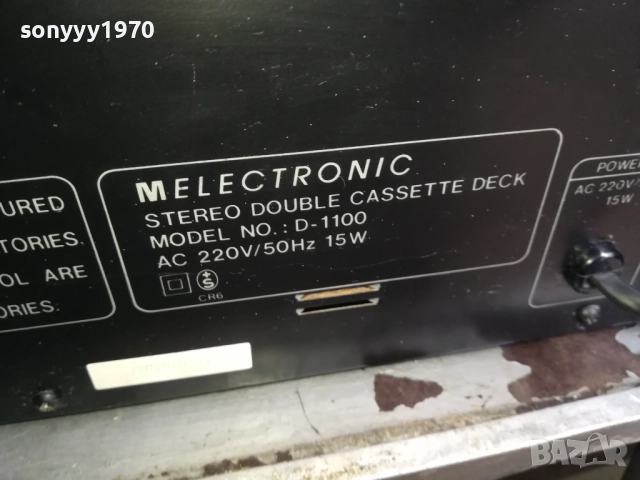 sonyyy1970
MELECTRONIC
STEREO DOUBLE CASSETTE DECK
MODEL NO.: D-1100
AC 220V/50Hz 15W
S
CR6
URED
TORIES.
OL ARE
ORIES.
POWE
AC 220V/
15W
BAZAR